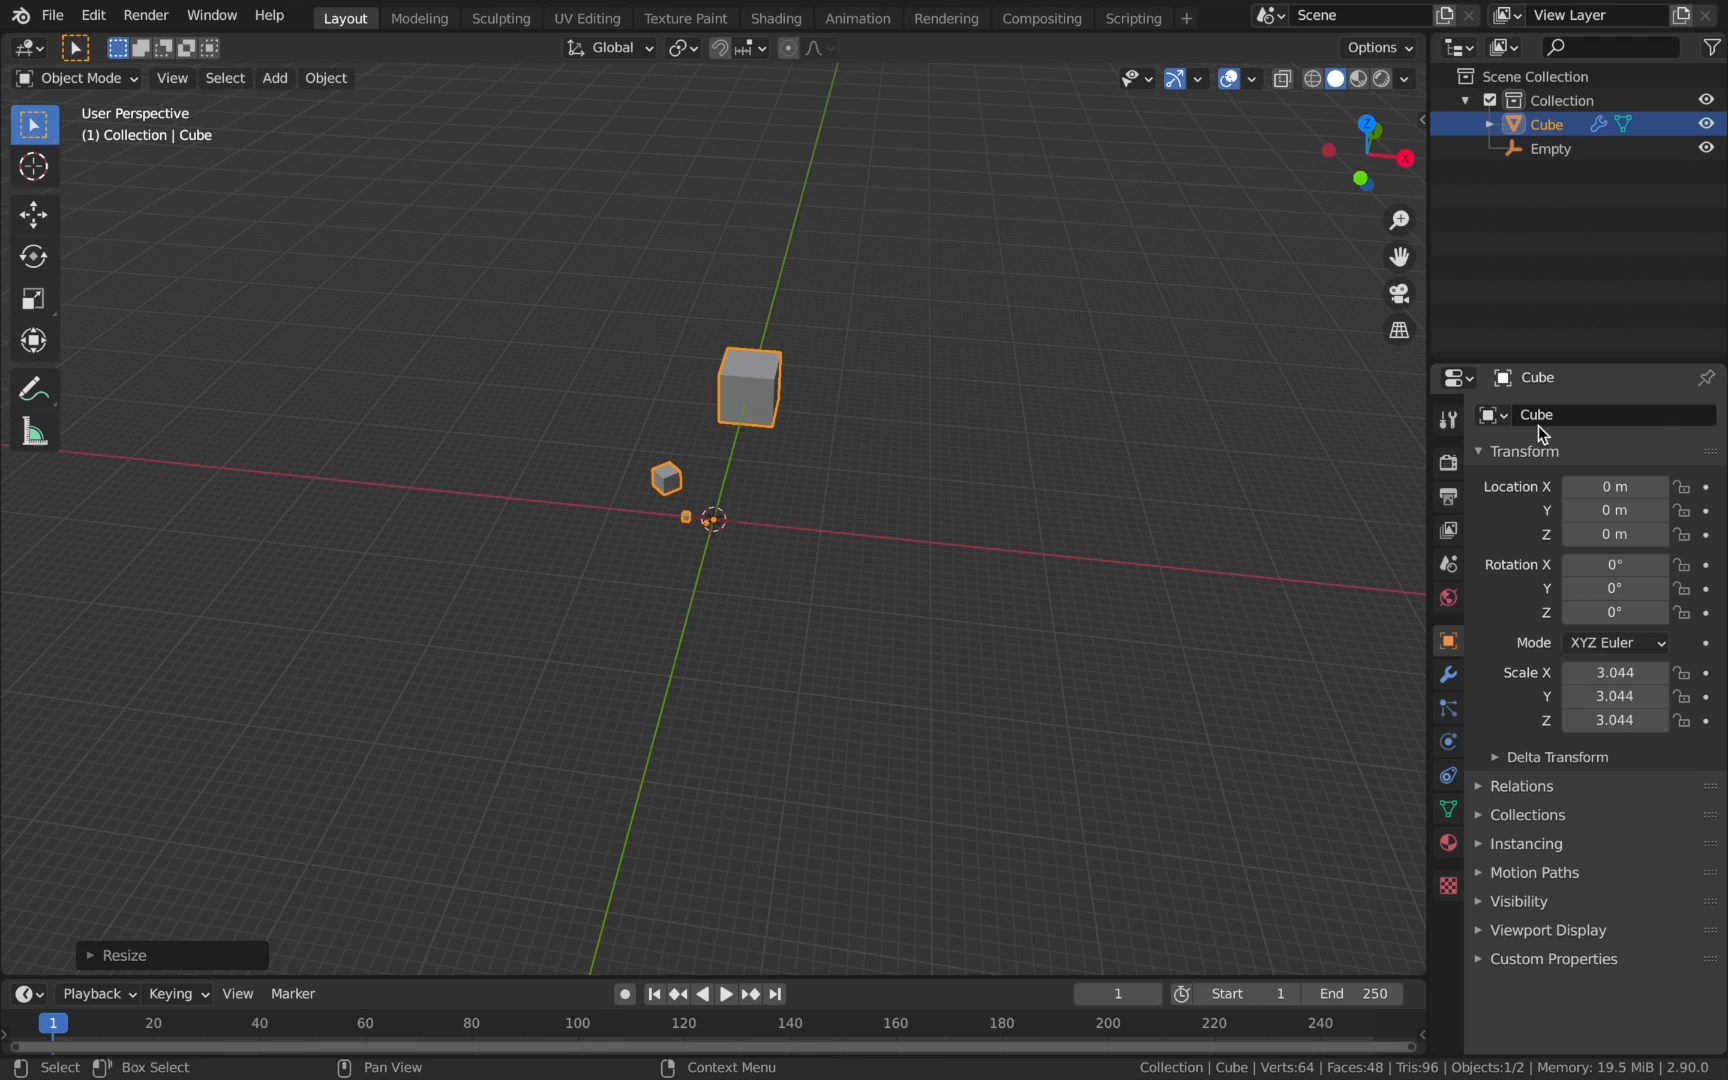 File Edit Render Window Help Layout Modeling Sculpting UV Editing Texture Paint Shading Animation Rendering Compositing Scripting + Scene View Layer
Global Options
Object Mode View Select Add Object
User Perspective
(1) Collection | Cube
Z
X
Scene Collection
Collection
Cube
Empty
Cube
Cube
Transform
Location X 0 m
Y 0 m
Z 0 m
Rotation X 0°
Y 0°
Z 0°
Mode XYZ Euler
Scale X 3.044
Y 3.044
Z 3.044
Delta Transform
Relations
Collections
Instancing
Motion Paths
Visibility
Viewport Display
Custom Properties
Resize
Playback Keying View Marker 1 Start 1 End 250
1 20 40 60 80 100 120 140 160 180 200 220 240
Select Box Select Pan View Context Menu Collection | Cube | Verts:64 | Faces:48 | Tris:96 | Objects:1/2 | Memory: 19.5 MiB | 2.90.0